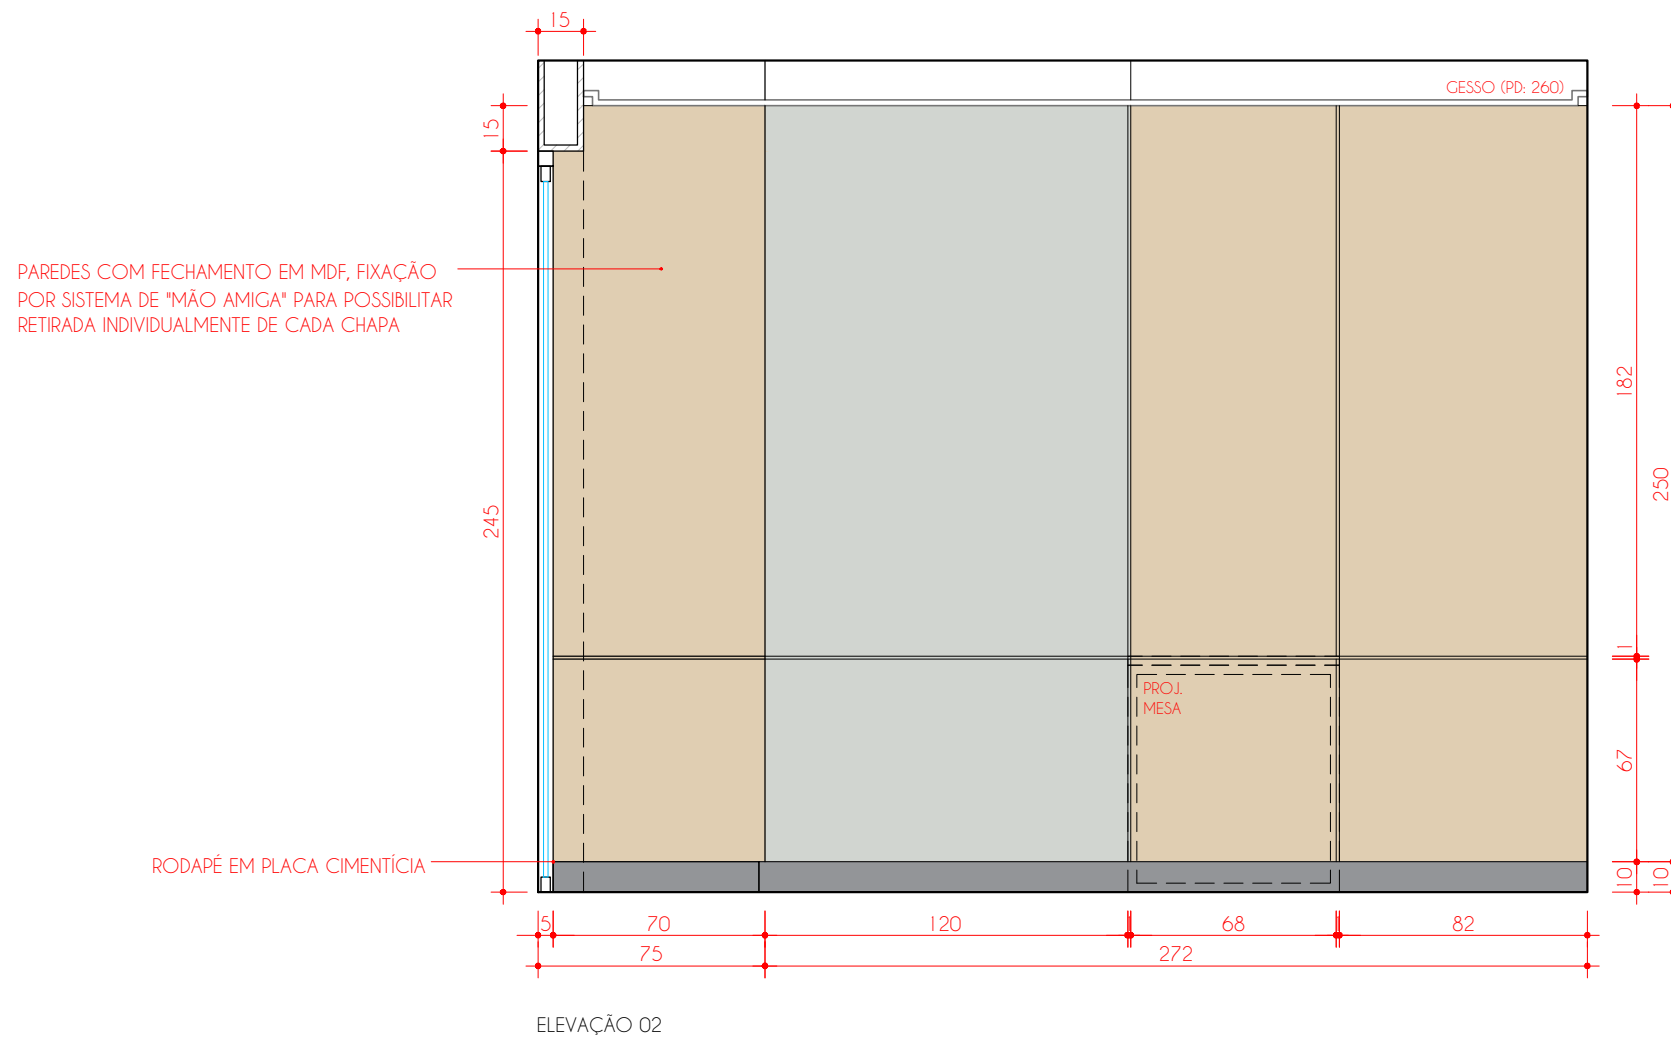 15
GESSO (PD: 260)
15
182
PAREDES COM FECHAMENTO EM MDF, FIXAÇÃO
POR SISTEMA DE "MÃO AMIGA" PARA POSSIBILITAR
RETIRADA INDIVIDUALMENTE DE CADA CHAPA
245
250
1
PROJ.
MESA
67
RODAPÉ EM PLACA CIMENTÍCIA
10
10
5
70
120
68
82
75
272
ELEVAÇÃO 02